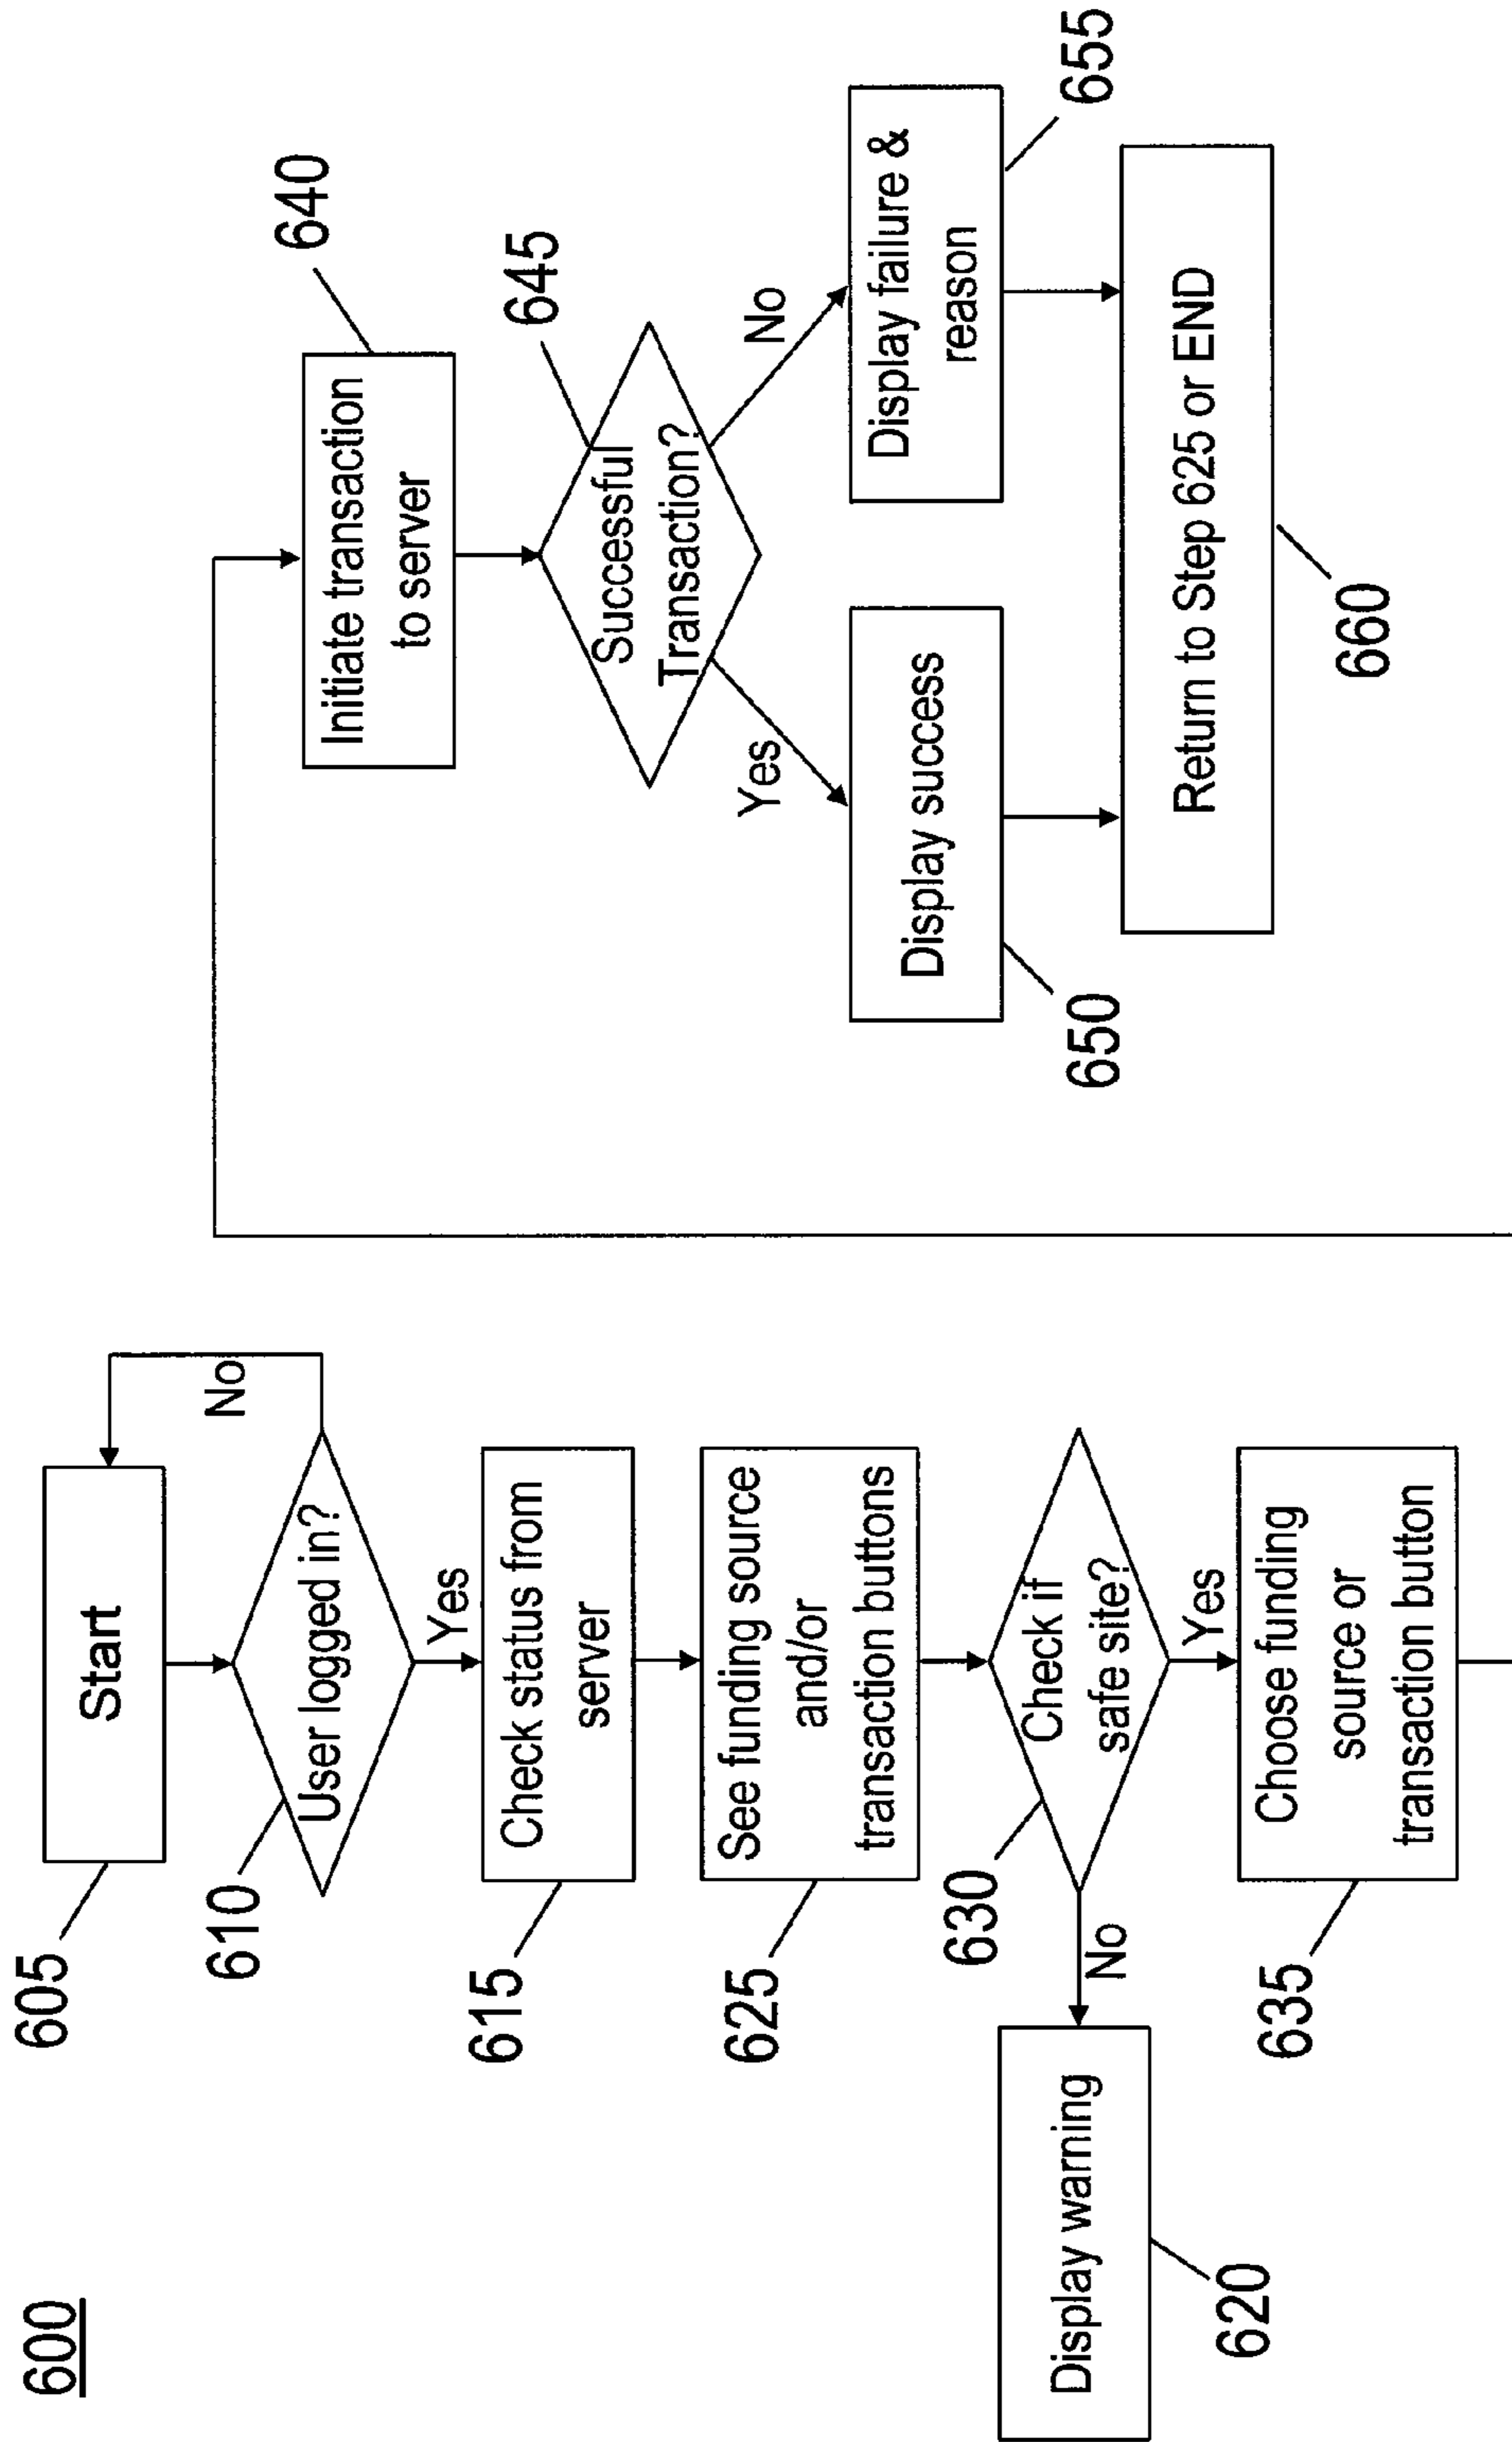 600
605
Start
No
610
User logged in?
Yes
615
Check status from
server
625
See funding source
and/or
transaction buttons
630
Check if
safe site?
No
Yes
Display warning
620
635
Choose funding
source or
transaction button
640
Initiate transaction
to server
645
Successful
Transaction?
Yes
No
Display success
650
Display failure &
reason
655
Return to Step 625 or END
660